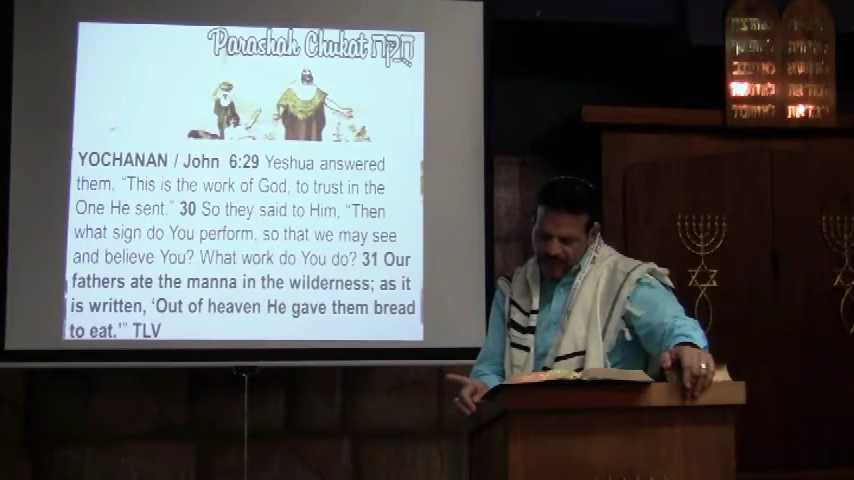 Parashah Chukat חֻקַּת
YOCHANAN / John 6:29 Yeshua answered
them, “This is the work of God, to trust in the
One He sent.” 30 So they said to Him, “Then
what sign do You perform, so that we may see
and believe You? What work do You do? 31 Our
fathers ate the manna in the wilderness; as it
is written, ‘Out of heaven He gave them bread
to eat.’” TLV